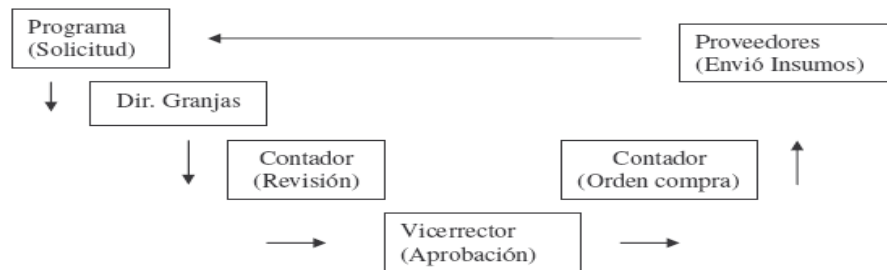 Programa
(Solicitud)
Proveedores
(Envió Insumos)
Dir. Granjas
Contador
(Revisión)
Contador
(Orden compra)
Vicerrector
(Aprobación)